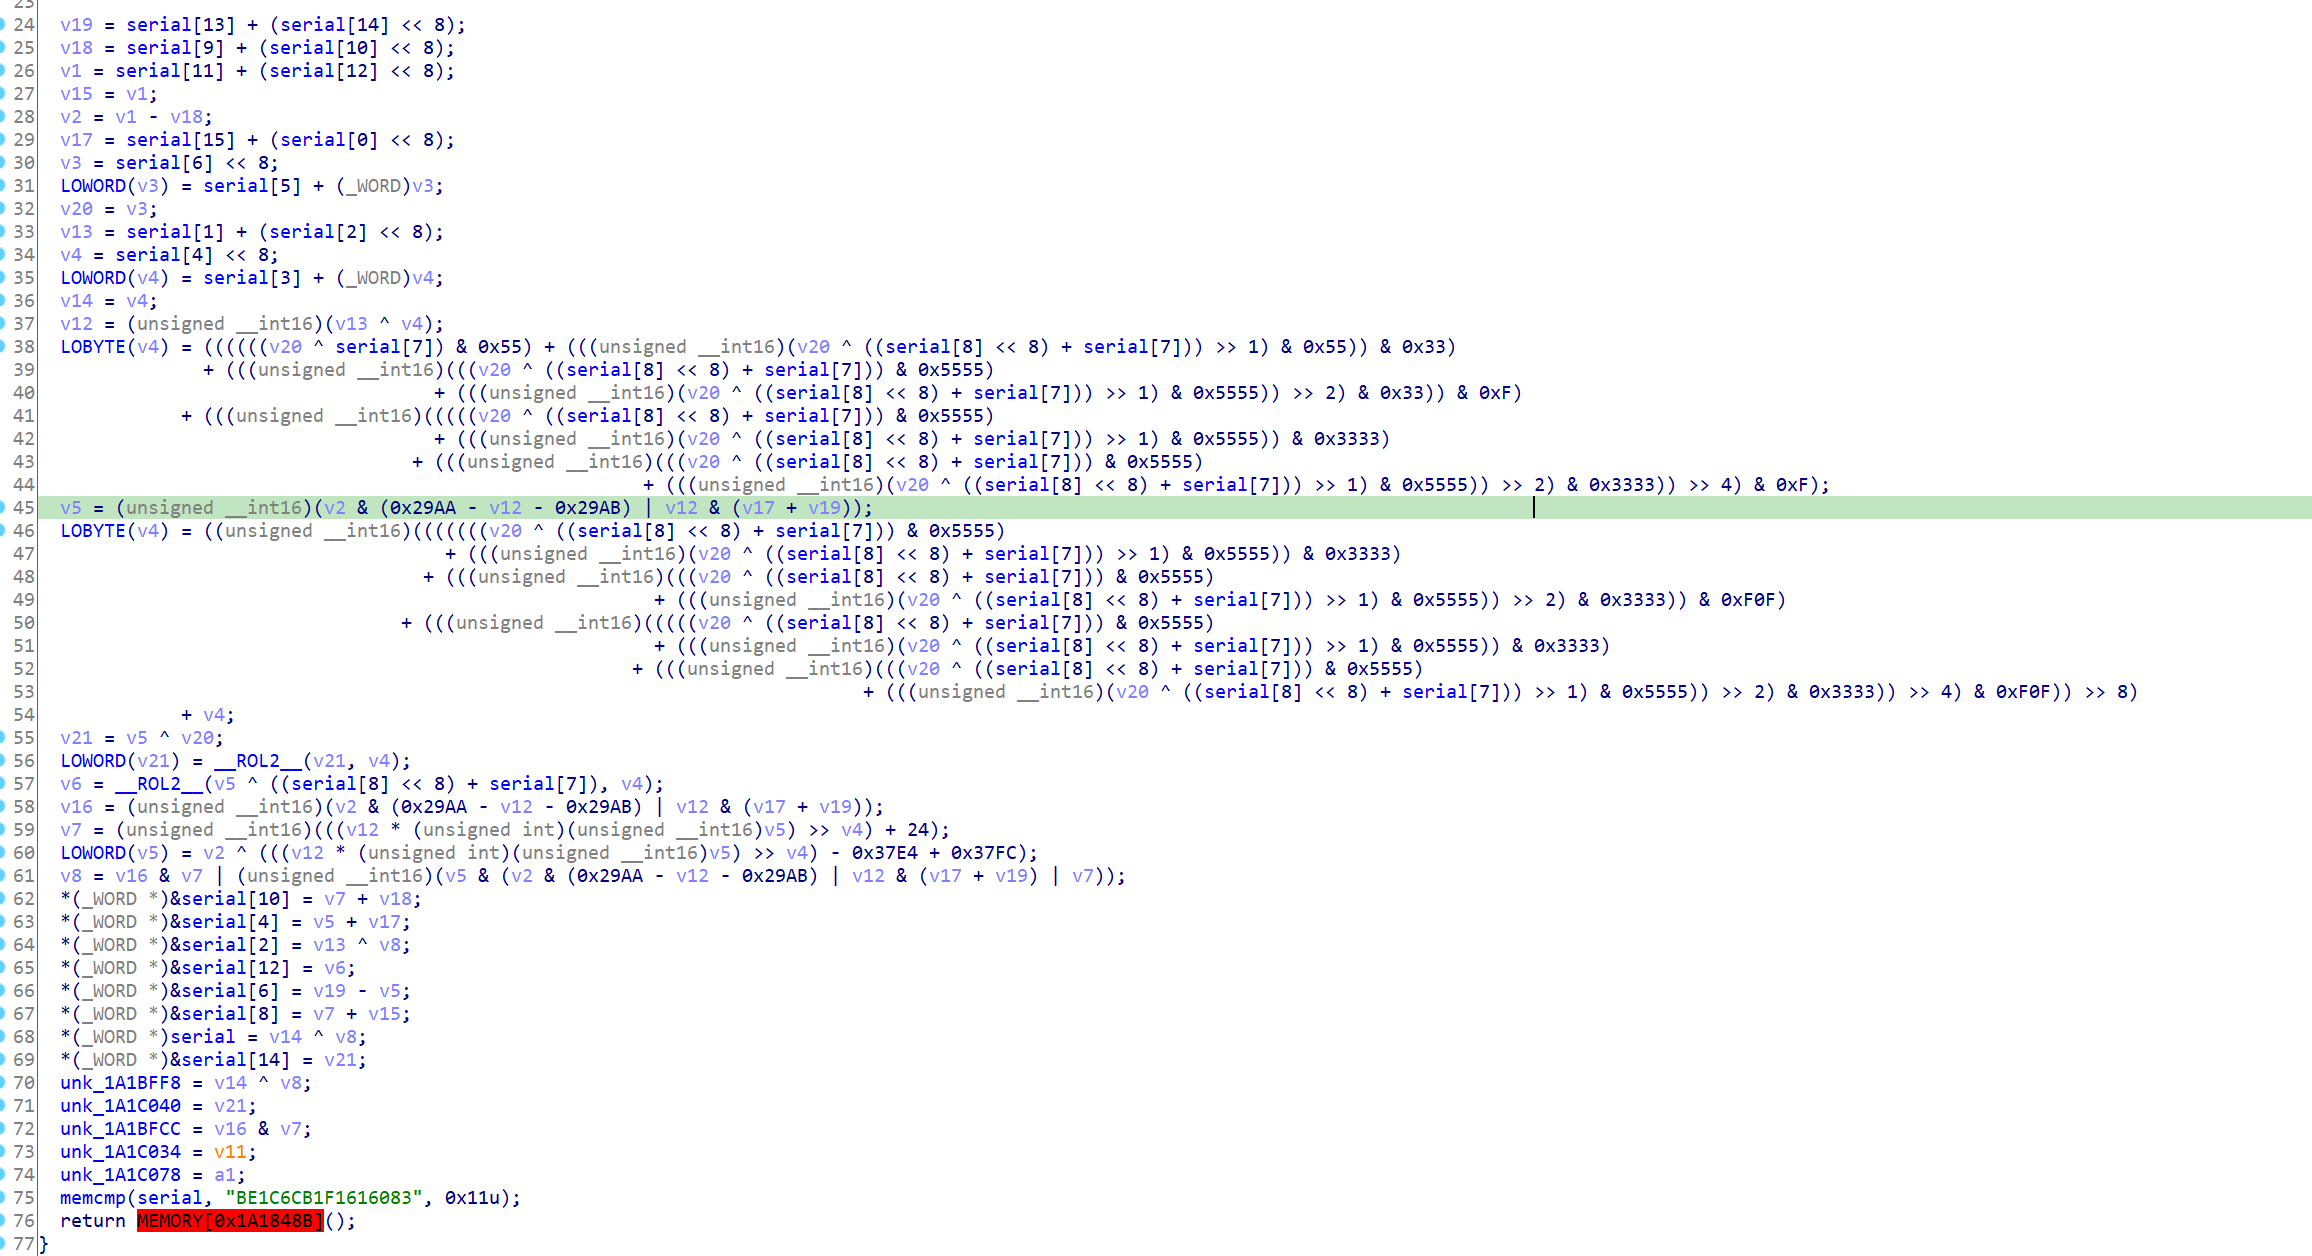 23
24 v19 = serial[13] + (serial[14] << 8);
25 v18 = serial[9] + (serial[10] << 8);
26 v1 = serial[11] + (serial[12] << 8);
27 v15 = v1;
28 v2 = v1 - v18;
29 v17 = serial[15] + (serial[0] << 8);
30 v3 = serial[6] << 8;
31 LOWORD(v3) = serial[5] + (_WORD)v3;
32 v20 = v3;
33 v13 = serial[1] + (serial[2] << 8);
34 v4 = serial[4] << 8;
35 LOWORD(v4) = serial[3] + (_WORD)v4;
36 v14 = v4;
37 v12 = (unsigned __int16)(v13 ^ v4);
38 LOBYTE(v4) = ((((((v20 ^ serial[7]) & 0x55) + (((unsigned __int16)(v20 ^ ((serial[8] << 8) + serial[7])) >> 1) & 0x55)) & 0x33)
39 + (((unsigned __int16)(((v20 ^ ((serial[8] << 8) + serial[7])) & 0x5555)
40 + (((unsigned __int16)(v20 ^ ((serial[8] << 8) + serial[7])) >> 1) & 0x5555)) >> 2) & 0x33)) & 0xF)
41 + (((unsigned __int16)(((((v20 ^ ((serial[8] << 8) + serial[7])) & 0x5555)
42 + (((unsigned __int16)(v20 ^ ((serial[8] << 8) + serial[7])) >> 1) & 0x5555)) & 0x3333)
43 + (((unsigned __int16)(((v20 ^ ((serial[8] << 8) + serial[7])) & 0x5555)
44 + (((unsigned __int16)(v20 ^ ((serial[8] << 8) + serial[7])) >> 1) & 0x5555)) >> 2) & 0x3333)) >> 4) & 0xF);
45 v5 = (unsigned __int16)(v2 & (0x29AA - v12 - 0x29AB) | v12 & (v17 + v19));
46 LOBYTE(v4) = ((unsigned __int16)(((((((v20 ^ ((serial[8] << 8) + serial[7])) & 0x5555)
47 + (((unsigned __int16)(v20 ^ ((serial[8] << 8) + serial[7])) >> 1) & 0x5555)) & 0x3333)
48 + (((unsigned __int16)(((v20 ^ ((serial[8] << 8) + serial[7])) & 0x5555)
49 + (((unsigned __int16)(v20 ^ ((serial[8] << 8) + serial[7])) >> 1) & 0x5555)) >> 2) & 0x3333)) & 0xF0F)
50 + (((unsigned __int16)(((((v20 ^ ((serial[8] << 8) + serial[7])) & 0x5555)
51 + (((unsigned __int16)(v20 ^ ((serial[8] << 8) + serial[7])) >> 1) & 0x5555)) & 0x3333)
52 + (((unsigned __int16)(((v20 ^ ((serial[8] << 8) + serial[7])) & 0x5555)
53 + (((unsigned __int16)(v20 ^ ((serial[8] << 8) + serial[7])) >> 1) & 0x5555)) >> 2) & 0x3333)) >> 4) & 0xF0F)) >> 8)
54 + v4;
55 v21 = v5 ^ v20;
56 LOWORD(v21) = __ROL2__(v21, v4);
57 v6 = __ROL2__(v5 ^ ((serial[8] << 8) + serial[7]), v4);
58 v16 = (unsigned __int16)(v2 & (0x29AA - v12 - 0x29AB) | v12 & (v17 + v19));
59 v7 = (unsigned __int16)(((v12 * (unsigned int)(unsigned __int16)v5) >> v4) + 24);
60 LOWORD(v5) = v2 ^ (((v12 * (unsigned int)(unsigned __int16)v5) >> v4) - 0x37E4 + 0x37FC);
61 v8 = v16 & v7 | (unsigned __int16)(v5 & (v2 & (0x29AA - v12 - 0x29AB) | v12 & (v17 + v19) | v7));
62 *(_WORD *)&serial[10] = v7 + v18;
63 *(_WORD *)&serial[4] = v5 + v17;
64 *(_WORD *)&serial[2] = v13 ^ v8;
65 *(_WORD *)&serial[12] = v6;
66 *(_WORD *)&serial[6] = v19 - v5;
67 *(_WORD *)&serial[8] = v7 + v15;
68 *(_WORD *)serial = v14 ^ v8;
69 *(_WORD *)&serial[14] = v21;
70 unk_1A1BFF8 = v14 ^ v8;
71 unk_1A1C040 = v21;
72 unk_1A1BFCC = v16 & v7;
73 unk_1A1C034 = v11;
74 unk_1A1C078 = a1;
75 memcmp(serial, "BE1C6CB1F1616083", 0x11u);
76 return MEMORY[0x1A1848B]();
77 }